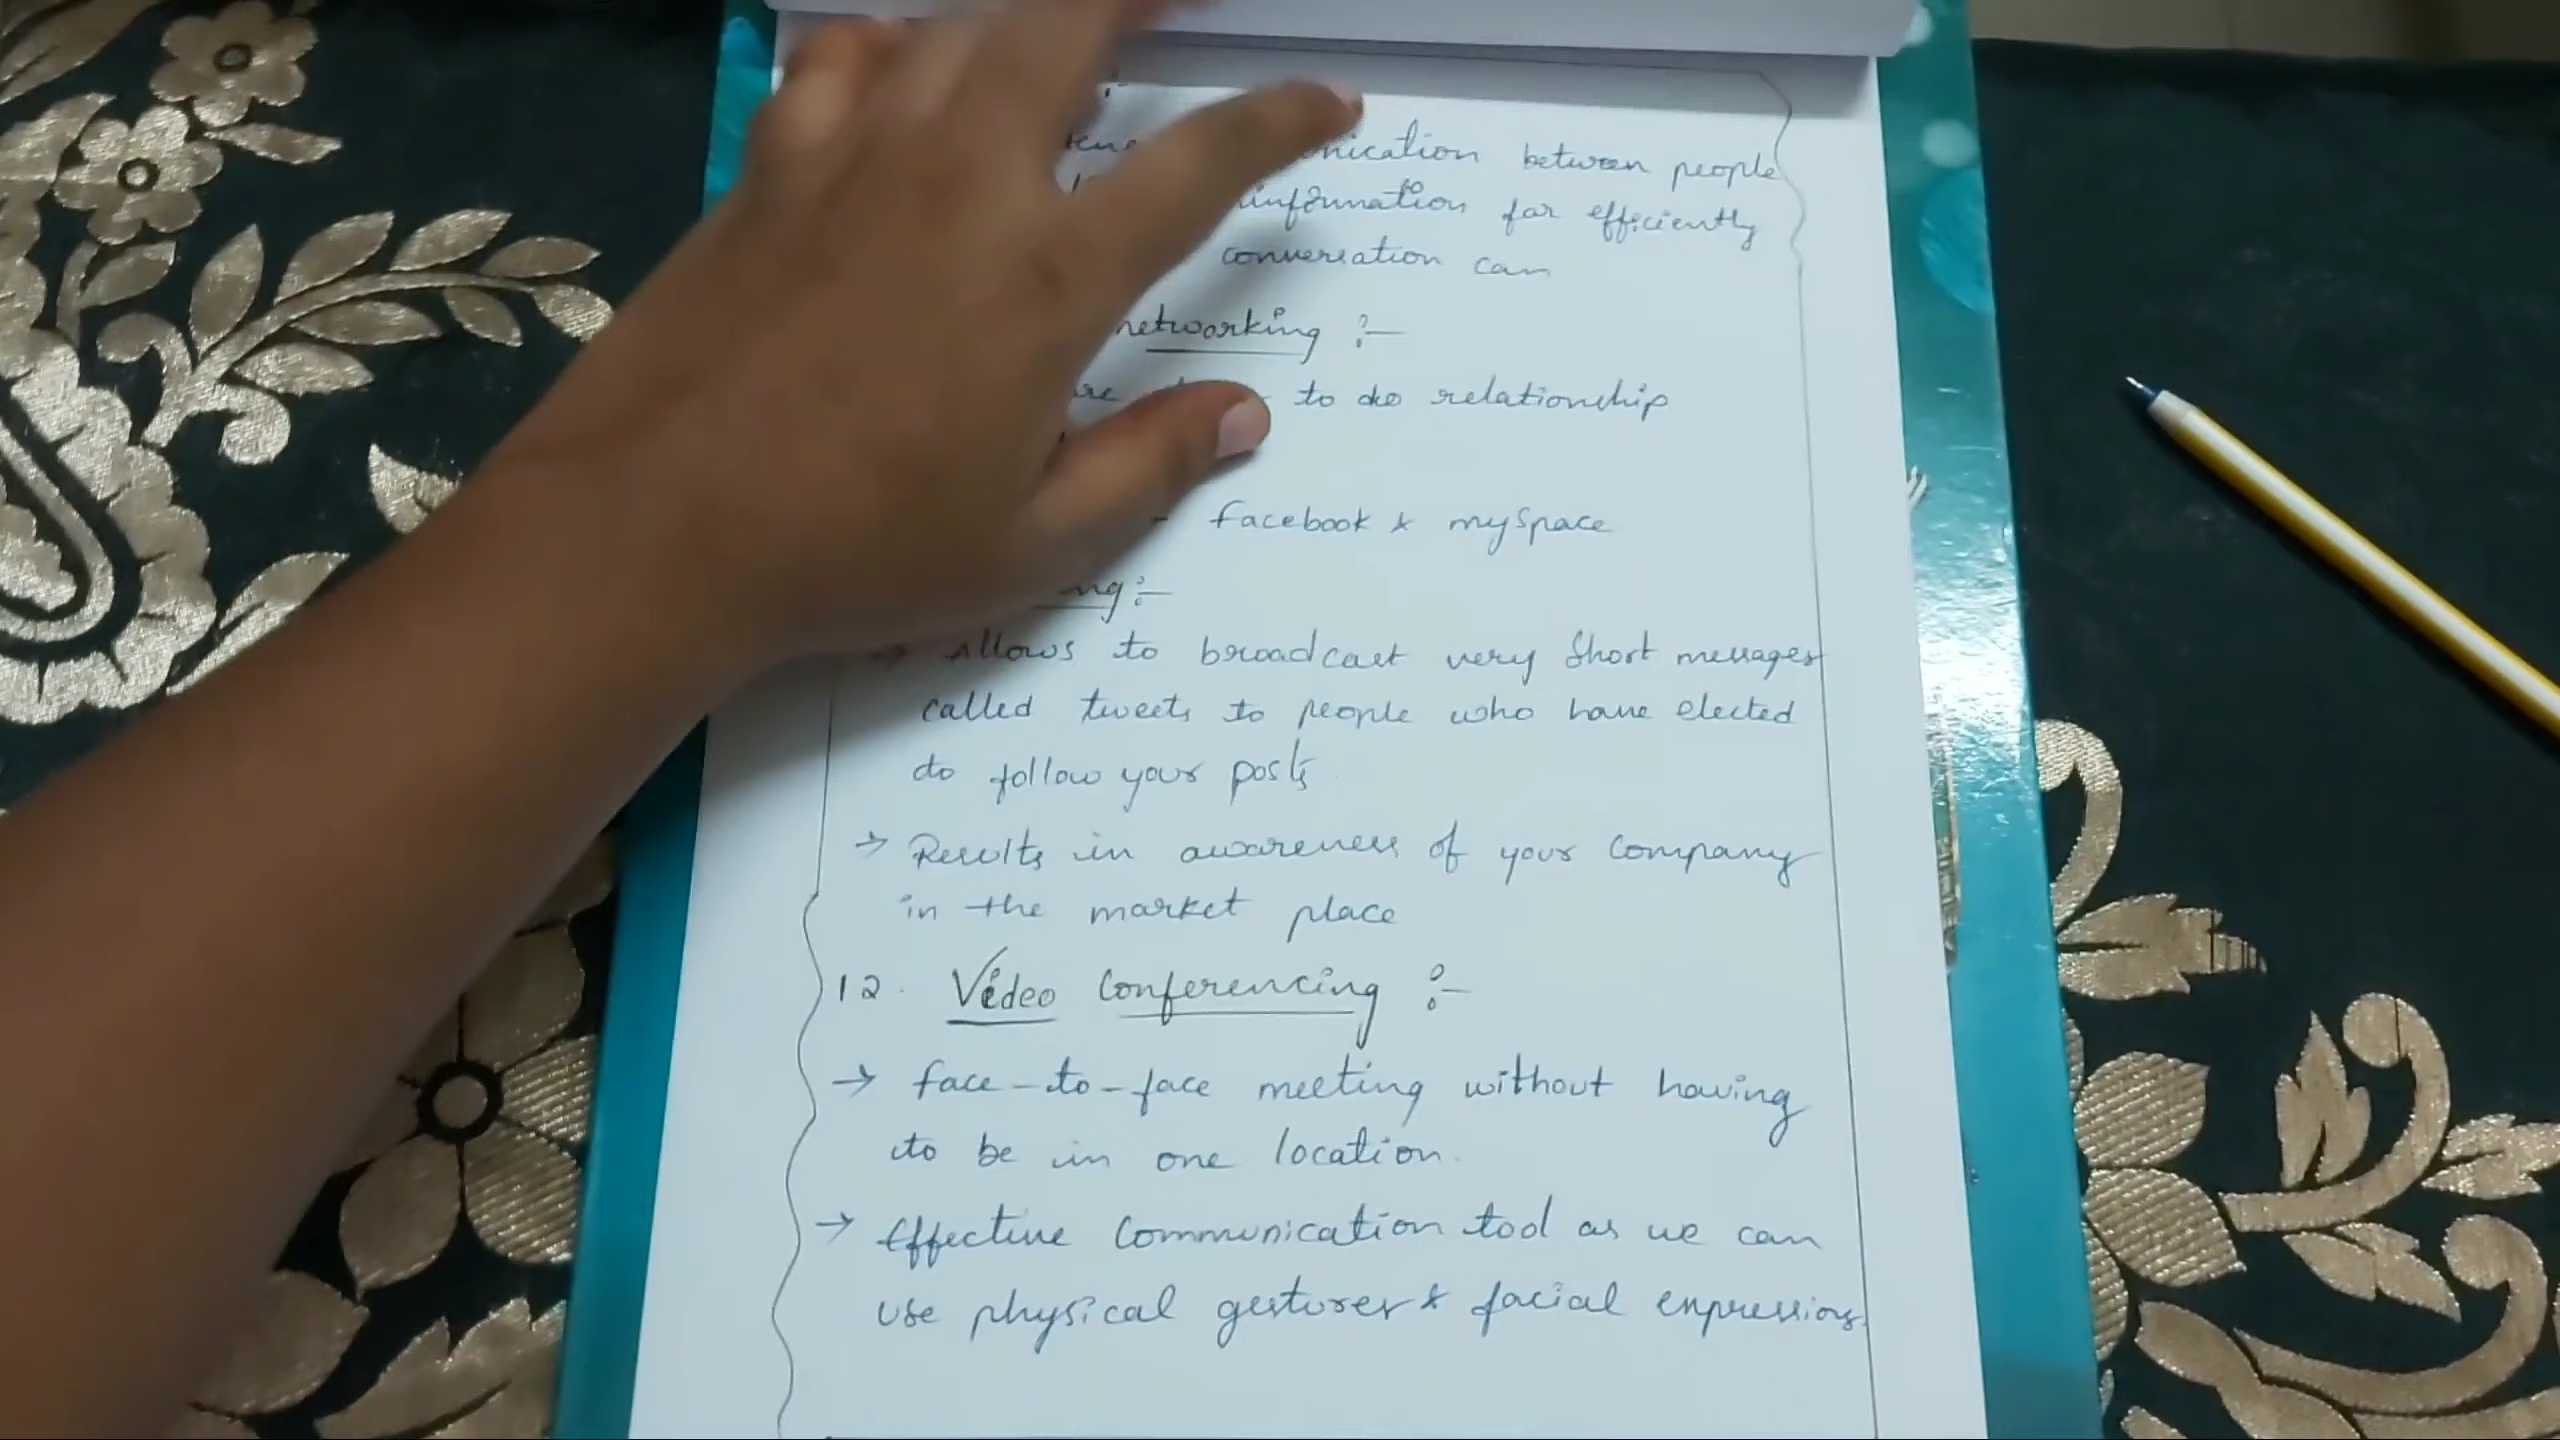 :-
between people
information for efficiently
conversation can
networking :-
to do relationship
- facebook & myspace
:-
→ Allows to broadcast very Short messages
called tweets to people who have elected
to follow your posts
→ Results in awareness of your Company
in the market place
12. Video Conferencing :-
→ face-to-face meeting without having
to be in one location.
→ Effective Communication tool as we can
use physical gestures & facial expressions.